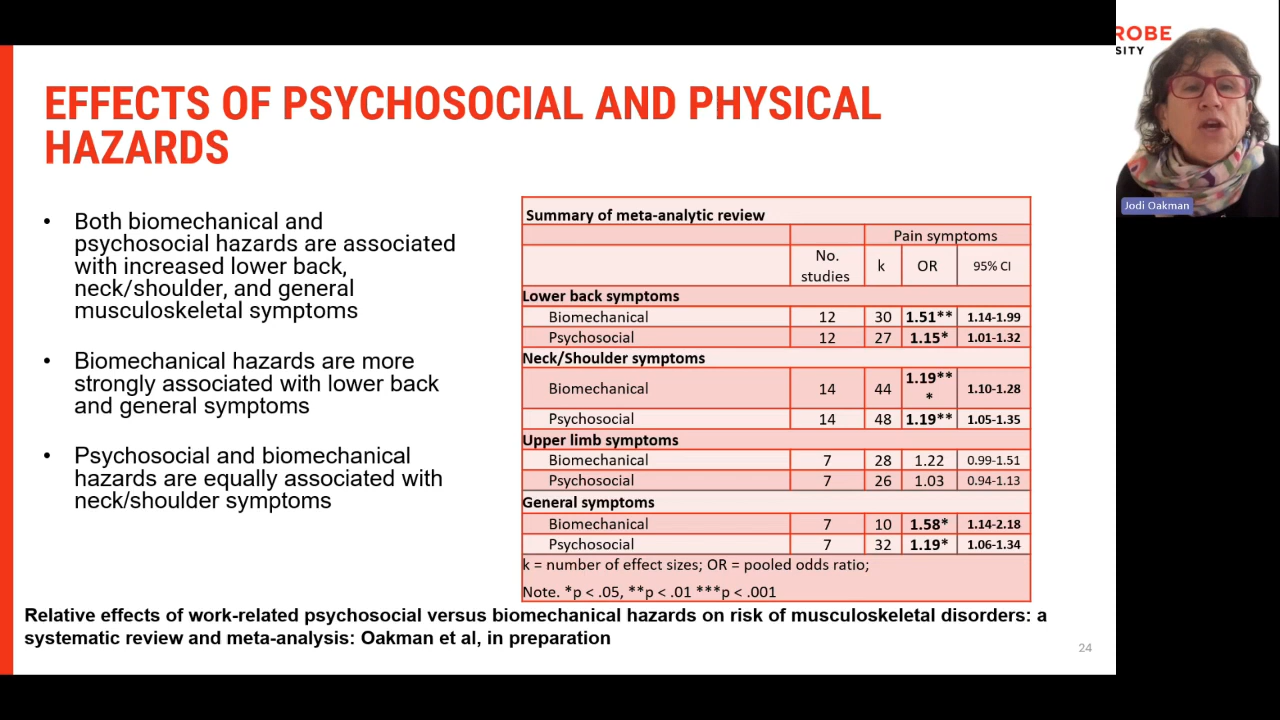 EFFECTS OF PSYCHOSOCIAL AND PHYSICAL
HAZARDS
• Both biomechanical and
psychosocial hazards are associated
with increased lower back,
neck/shoulder, and general
musculoskeletal symptoms
• Biomechanical hazards are more
strongly associated with lower back
and general symptoms
• Psychosocial and biomechanical
hazards are equally associated with
neck/shoulder symptoms
Summary of meta-analytic review
Pain symptoms
No. studies k OR 95% CI
Lower back symptoms
Biomechanical 12 30 1.51** 1.14-1.99
Psychosocial 12 27 1.15* 1.01-1.32
Neck/Shoulder symptoms
Biomechanical 14 44 1.19*** 1.10-1.28
Psychosocial 14 48 1.19** 1.05-1.35
Upper limb symptoms
Biomechanical 7 28 1.22 0.99-1.51
Psychosocial 7 26 1.03 0.94-1.13
General symptoms
Biomechanical 7 10 1.58* 1.14-2.18
Psychosocial 7 32 1.19* 1.06-1.34
k = number of effect sizes; OR = pooled odds ratio;
Note. *p < .05, **p < .01 ***p < .001
Relative effects of work-related psychosocial versus biomechanical hazards on risk of musculoskeletal disorders: a
systematic review and meta-analysis: Oakman et al, in preparation
24
ROBE
SITY
Jodi Oakman